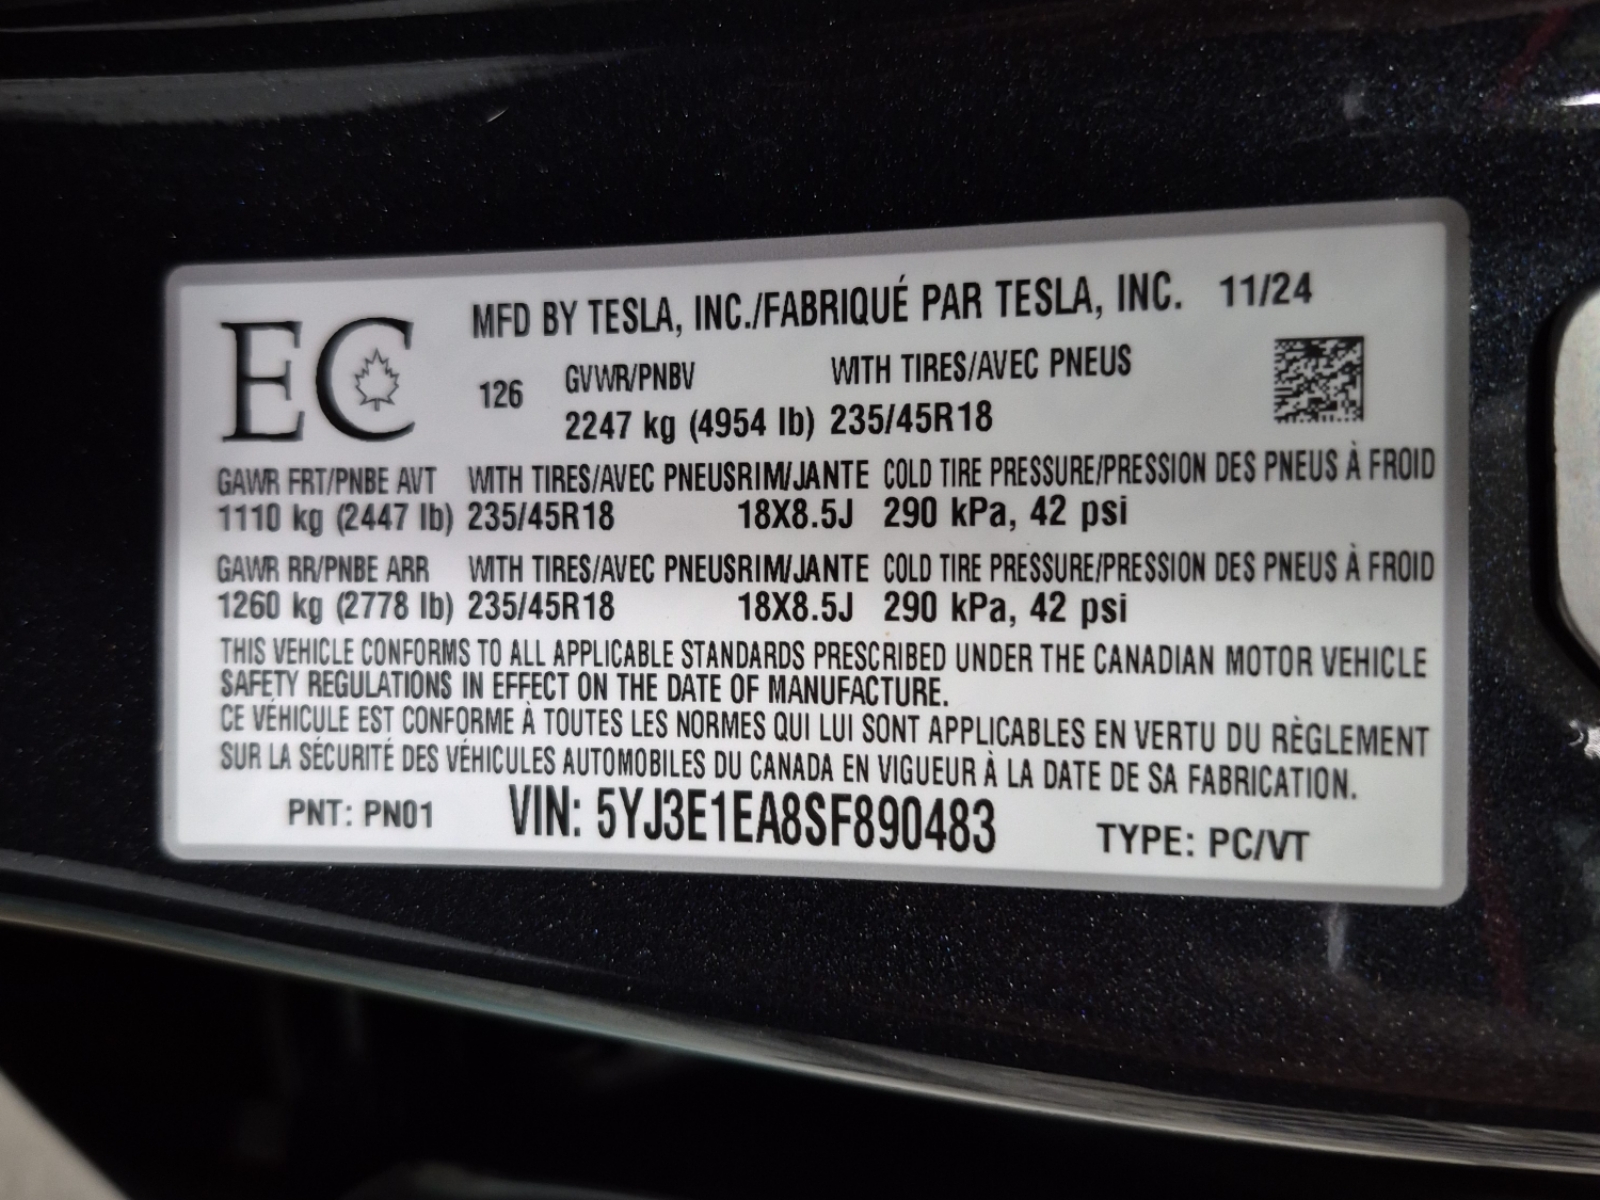 EC
MFD BY TESLA, INC./FABRIQUÉ PAR TESLA, INC. 11/24
126 GVWR/PNBV WITH TIRES/AVEC PNEUS
2247 kg (4954 lb) 235/45R18
GAWR FRT/PNBE AVT WITH TIRES/AVEC PNEUSRIM/JANTE COLD TIRE PRESSURE/PRESSION DES PNEUS À FROID
1110 kg (2447 lb) 235/45R18 18X8.5J 290 kPa, 42 psi
GAWR RR/PNBE ARR WITH TIRES/AVEC PNEUSRIM/JANTE COLD TIRE PRESSURE/PRESSION DES PNEUS À FROID
1260 kg (2778 lb) 235/45R18 18X8.5J 290 kPa, 42 psi
THIS VEHICLE CONFORMS TO ALL APPLICABLE STANDARDS PRESCRIBED UNDER THE CANADIAN MOTOR VEHICLE
SAFETY REGULATIONS IN EFFECT ON THE DATE OF MANUFACTURE.
CE VÉHICULE EST CONFORME À TOUTES LES NORMES QUI LUI SONT APPLICABLES EN VERTU DU RÈGLEMENT
SUR LA SÉCURITÉ DES VÉHICULES AUTOMOBILES DU CANADA EN VIGUEUR À LA DATE DE SA FABRICATION.
PNT: PN01 VIN: 5YJ3E1EA8SF890483 TYPE: PC/VT